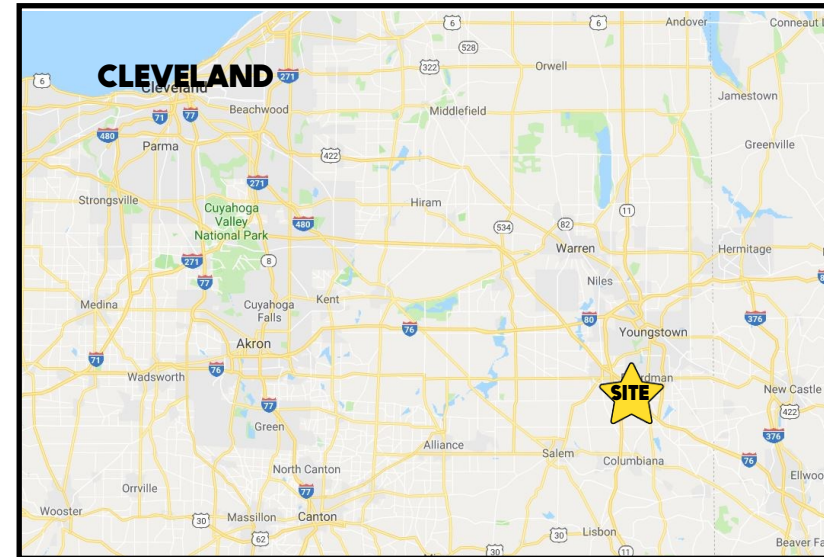 6
6
Andover
Conneaut L
528
322
Orwell
CLEVELAND
271
6
Cleveland
Jamestown
Beachwood
Middlefield
71
77
480
Parma
Greenville
422
271
Strongsville
Hiram
Cuyahoga
Valley
National Park
480
11
534
82
Warren
Hermitage
8
271
77
Niles
Medina
Cuyahoga
Falls
Kent
76
80
376
Youngstown
Akron
71
76
Wadsworth
rdman
SITE
New Castle
77
422
Green
376
Alliance
Salem
Columbiana
76
North Canton
Ellwoo
Orrville
77
Wooster
30
Massillon
Canton
62
30
30
Lisbon
11
Beaver Fa